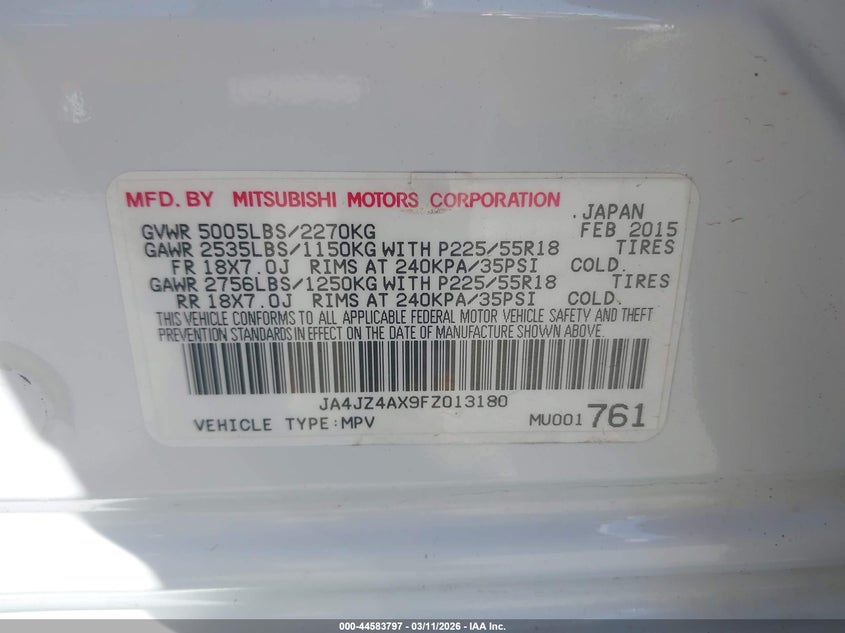 MFD. BY MITSUBISHI MOTORS CORPORATION
.JAPAN
GVWR 5005LBS/2270KG FEB 2015
GAWR 2535LBS/1150KG WITH P225/55R18 TIRES
FR 18X7.0J RIMS AT 240KPA/35PSI COLD.
GAWR 2756LBS/1250KG WITH P225/55R18 TIRES
RR 18X7.0J RIMS AT 240KPA/35PSI COLD.
THIS VEHICLE CONFORMS TO ALL APPLICABLE FEDERAL MOTOR VEHICLE SAFETY AND THEFT
PREVENTION STANDARDS IN EFFECT ON THE DATE OF MANUFACTURE SHOWN ABOVE.
JA4JZ4AX9FZ013180
VEHICLE TYPE:MPV MU001761
000-44583797 - 03/11/2026 - IAA Inc.